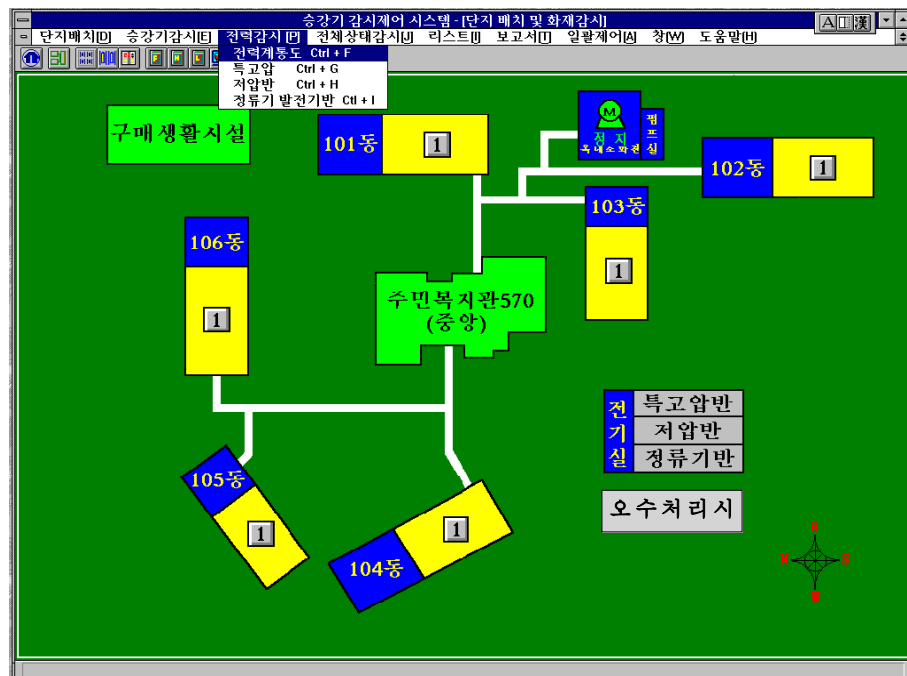 승강기 감시제어 시스템 - [단지 배치 및 화재감시]
A 漢
단지배치[D] 승강기감시[E] 전력감시 [P] 전체상태감시[J] 리스트[I] 보고서[T] 일괄제어[A] 창[W] 도움말[H]
전력계통도 Ctrl + F
특고압 Ctrl + G
저압반 Ctrl + H
정류기 발전기반 Ctl + I
구매생활시설
101동 1
M
정지
옥내소화전
펌프실
102동 1
103동
1
106동
1
주민복지관570
(중앙)
전기실
특고압반
저압반
정류기반
105동
1
104동 1
오수처리시
S
W